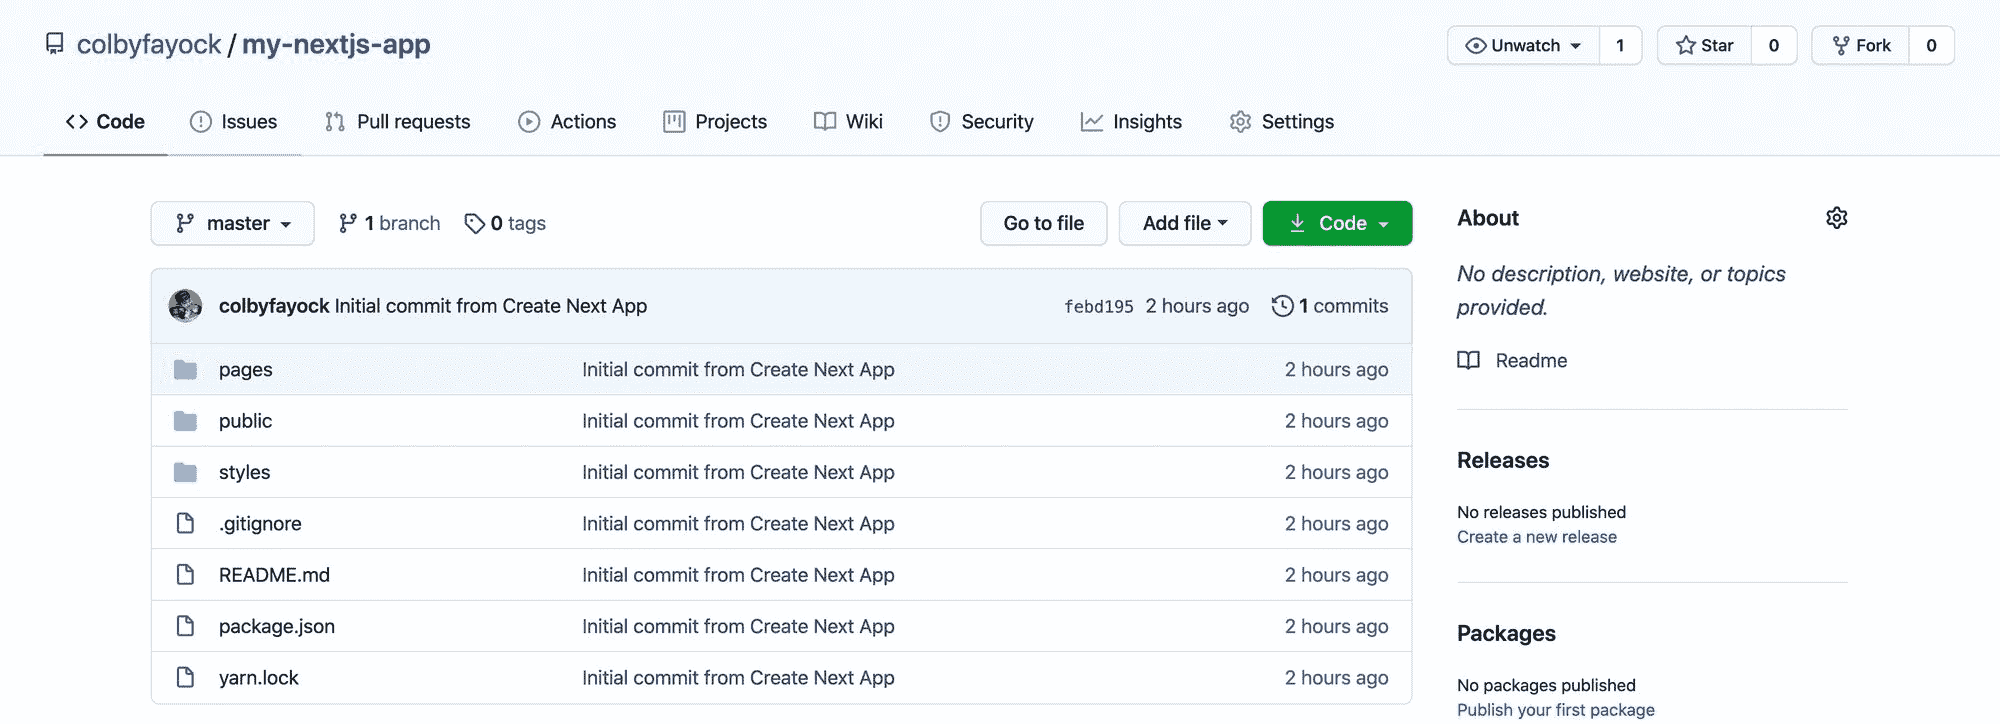 colbyfayock / my-nextjs-app
Unwatch 1 Star 0 Fork 0
Code Issues Pull requests Actions Projects Wiki Security Insights Settings
master 1 branch 0 tags Go to file Add file Code
colbyfayock Initial commit from Create Next App febd195 2 hours ago 1 commits
pages Initial commit from Create Next App 2 hours ago
public Initial commit from Create Next App 2 hours ago
styles Initial commit from Create Next App 2 hours ago
.gitignore Initial commit from Create Next App 2 hours ago
README.md Initial commit from Create Next App 2 hours ago
package.json Initial commit from Create Next App 2 hours ago
yarn.lock Initial commit from Create Next App 2 hours ago
About
No description, website, or topics
provided.
Readme
Releases
No releases published
Create a new release
Packages
No packages published
Publish your first package